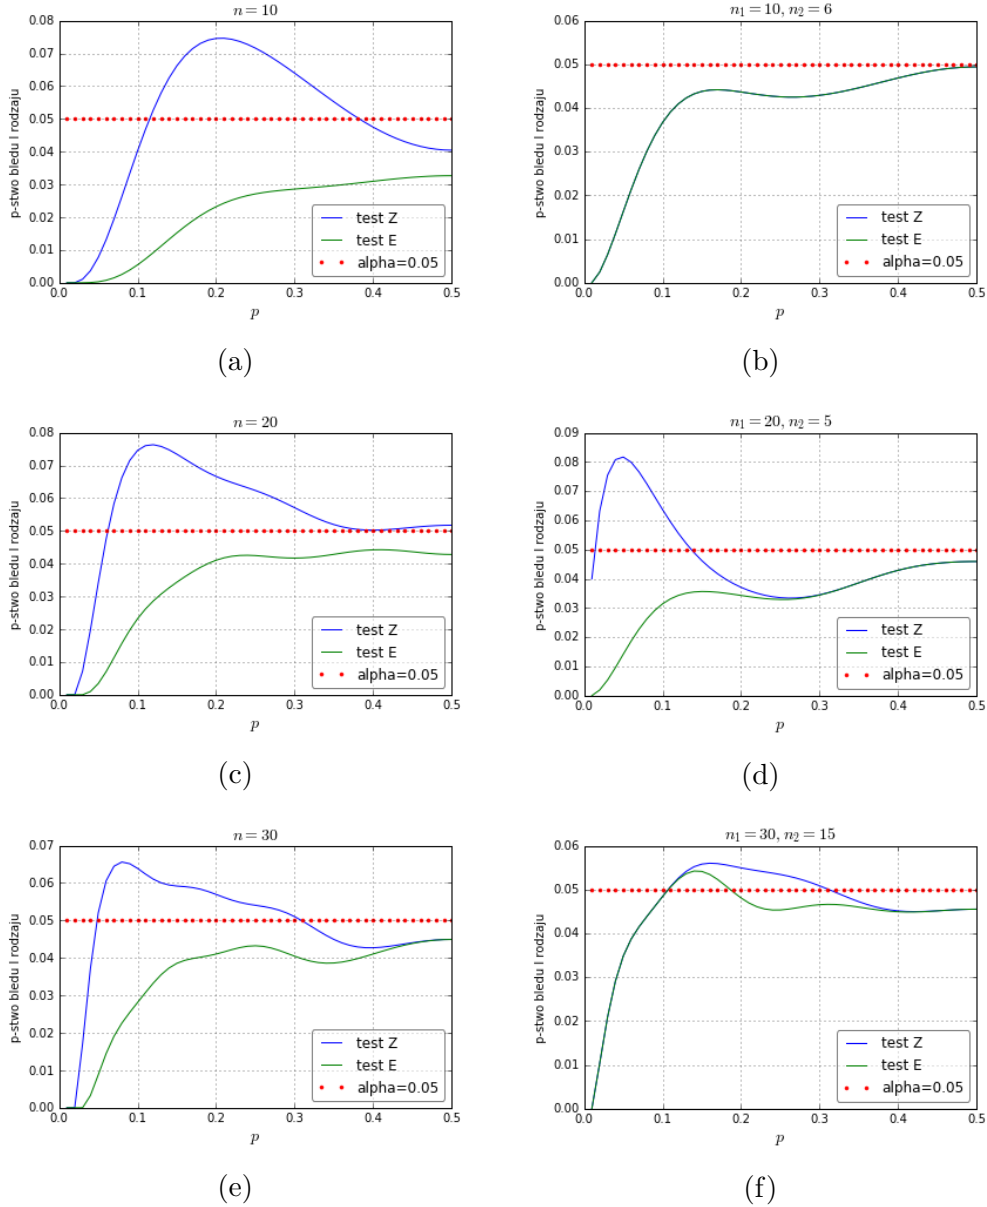 n = 10
p-stwo bledu I rodzaju
0.08
0.07
0.06
0.05
0.04
0.03
0.02
0.01
0.00
0.0 0.1 0.2 0.3 0.4 0.5
p
test Z
test E
alpha=0.05
(a)
n₁ = 10, n₂ = 6
p-stwo bledu I rodzaju
0.06
0.05
0.04
0.03
0.02
0.01
0.00
0.0 0.1 0.2 0.3 0.4 0.5
p
test Z
test E
alpha=0.05
(b)
n = 20
p-stwo bledu I rodzaju
0.08
0.07
0.06
0.05
0.04
0.03
0.02
0.01
0.00
0.0 0.1 0.2 0.3 0.4 0.5
p
test Z
test E
alpha=0.05
(c)
n₁ = 20, n₂ = 5
p-stwo bledu I rodzaju
0.09
0.08
0.07
0.06
0.05
0.04
0.03
0.02
0.01
0.00
0.0 0.1 0.2 0.3 0.4 0.5
p
test Z
test E
alpha=0.05
(d)
n = 30
p-stwo bledu I rodzaju
0.07
0.06
0.05
0.04
0.03
0.02
0.01
0.00
0.0 0.1 0.2 0.3 0.4 0.5
p
test Z
test E
alpha=0.05
(e)
n₁ = 30, n₂ = 15
p-stwo bledu I rodzaju
0.06
0.05
0.04
0.03
0.02
0.01
0.00
0.0 0.1 0.2 0.3 0.4 0.5
p
test Z
test E
alpha=0.05
(f)